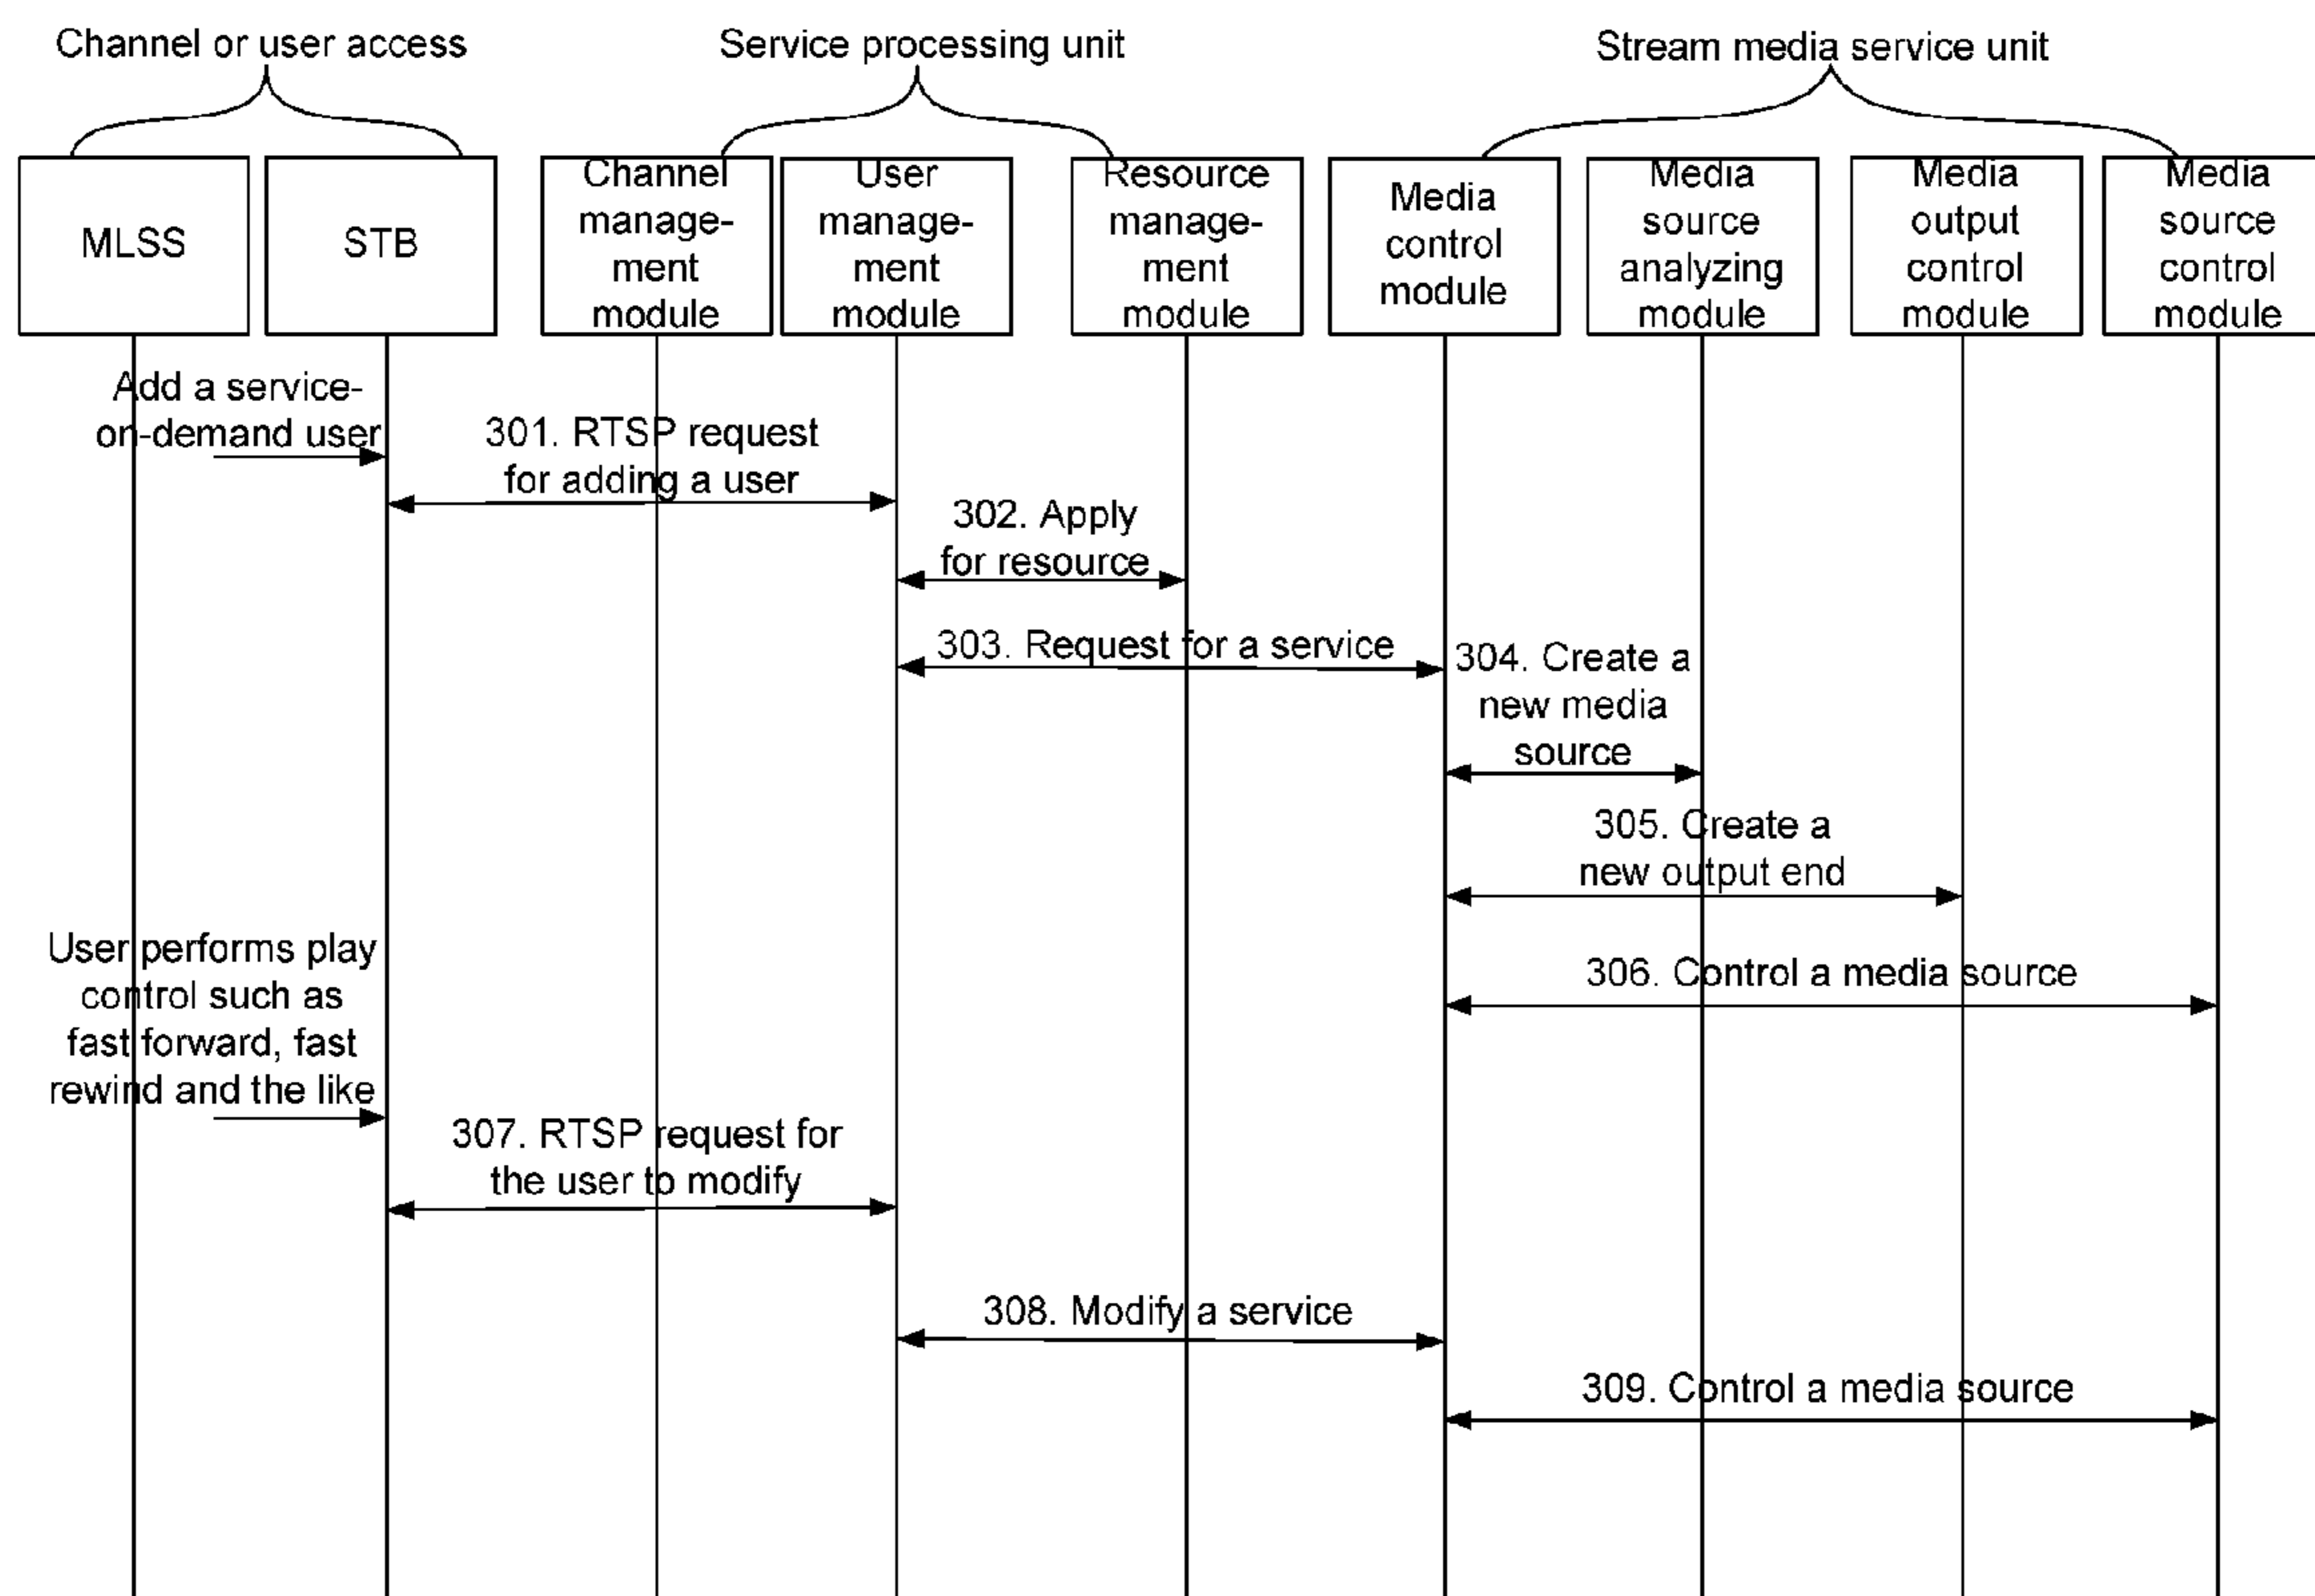 Channel or user access
Service processing unit
Stream media service unit
MLSS
STB
Channel
manage-
ment
module
User
manage-
ment
module
Resource
manage-
ment
module
Media
control
module
Media
source
analyzing
module
Media
output
control
module
Media
source
control
module
Add a service-
on-demand user
301. RTSP request
for adding a user
302. Apply
for resource
303. Request for a service
304. Create a
new media
source
305. Create a
new output end
User performs play
control such as
fast forward, fast
rewind and the like
306. Control a media source
307. RTSP request for
the user to modify
308. Modify a service
309. Control a media source